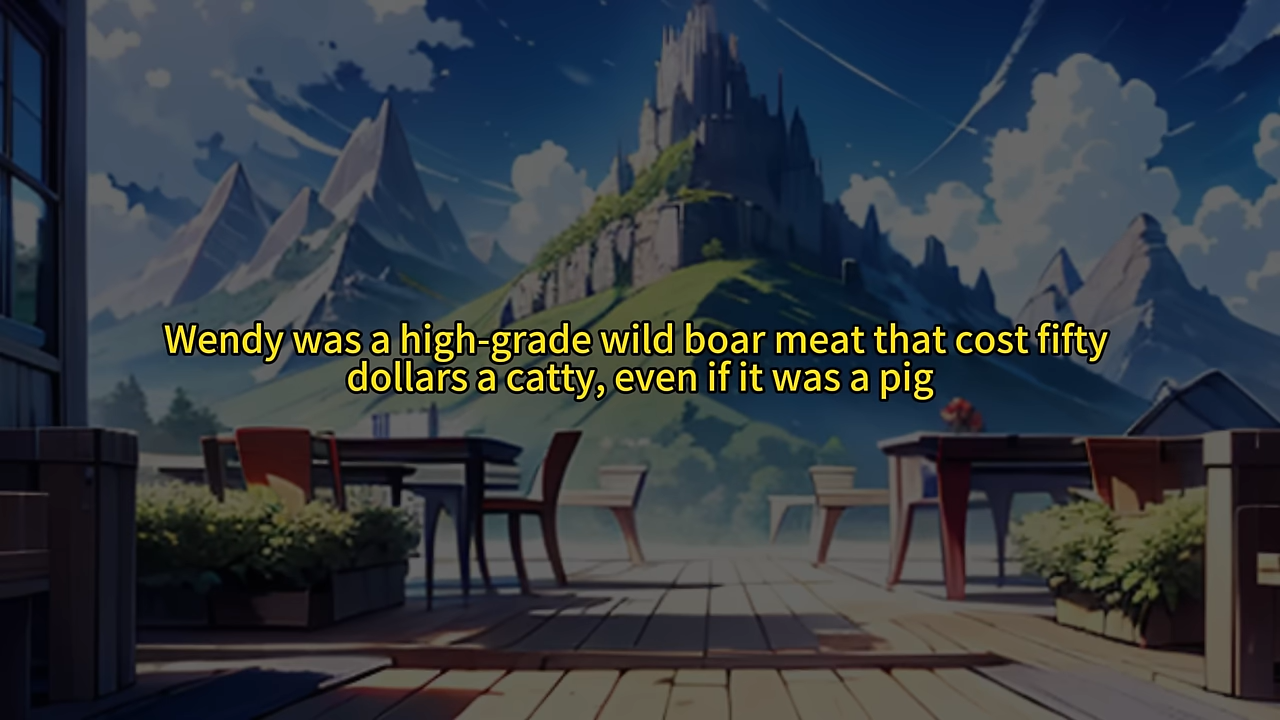 Wendy was a high-grade wild boar meat that cost fifty
dollars a catty, even if it was a pig